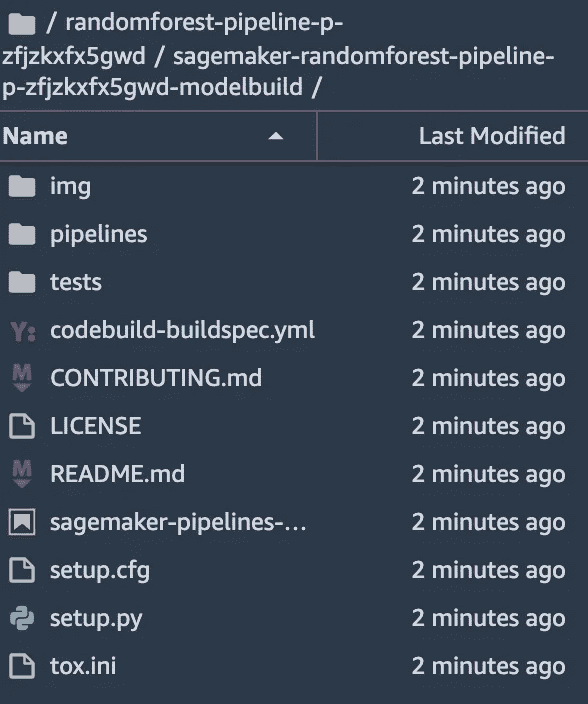 / randomforest-pipeline-p-
zfjzkxfx5gwd / sagemaker-randomforest-pipeline-
p-zfjzkxfx5gwd-modelbuild /
Name Last Modified
img 2 minutes ago
pipelines 2 minutes ago
tests 2 minutes ago
Y: codebuild-buildspec.yml 2 minutes ago
M CONTRIBUTING.md 2 minutes ago
LICENSE 2 minutes ago
M README.md 2 minutes ago
sagemaker-pipelines-... 2 minutes ago
setup.cfg 2 minutes ago
setup.py 2 minutes ago
tox.ini 2 minutes ago